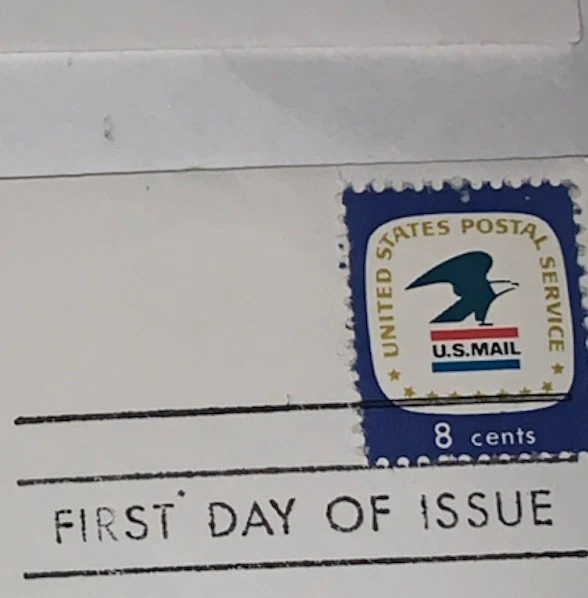 UNITED STATES POSTAL SERVICE
U.S.MAIL
8 cents
FIRST DAY OF ISSUE